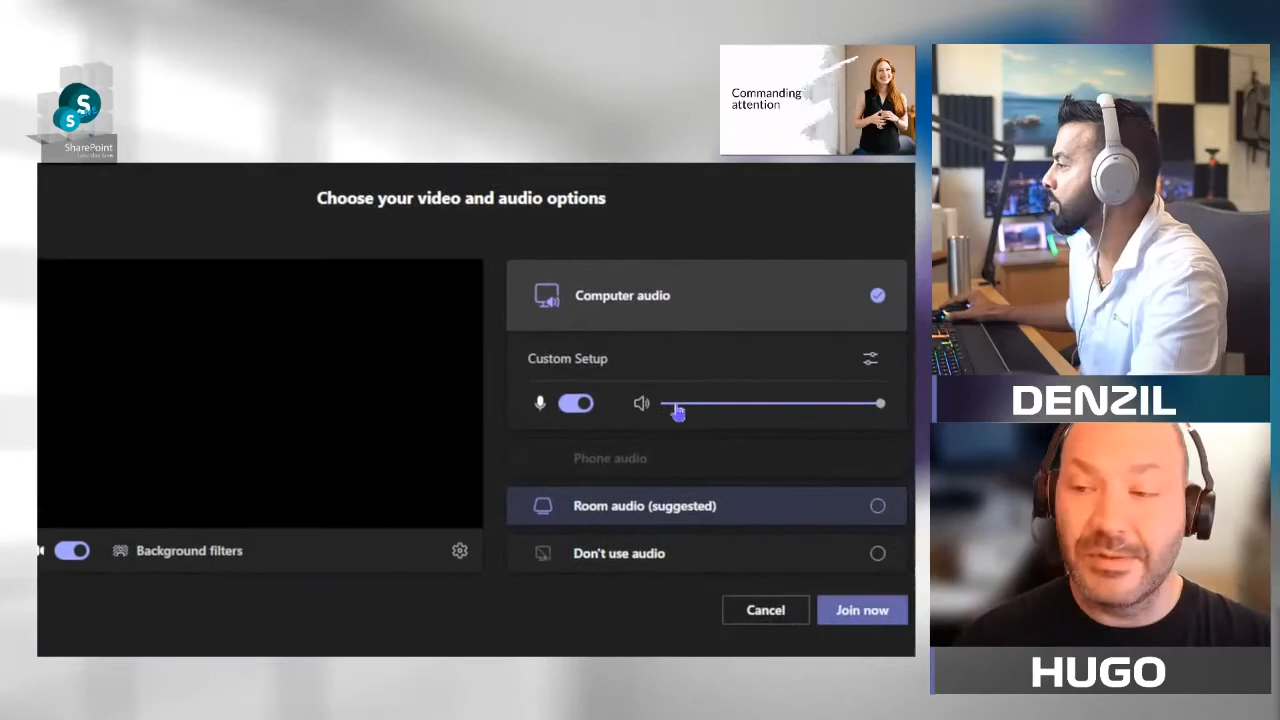 Commanding
attention
SharePoint
Choose your video and audio options
Computer audio
Custom Setup
Phone audio
Room audio (suggested)
Don't use audio
Background filters
Cancel
Join now
DENZIL
HUGO